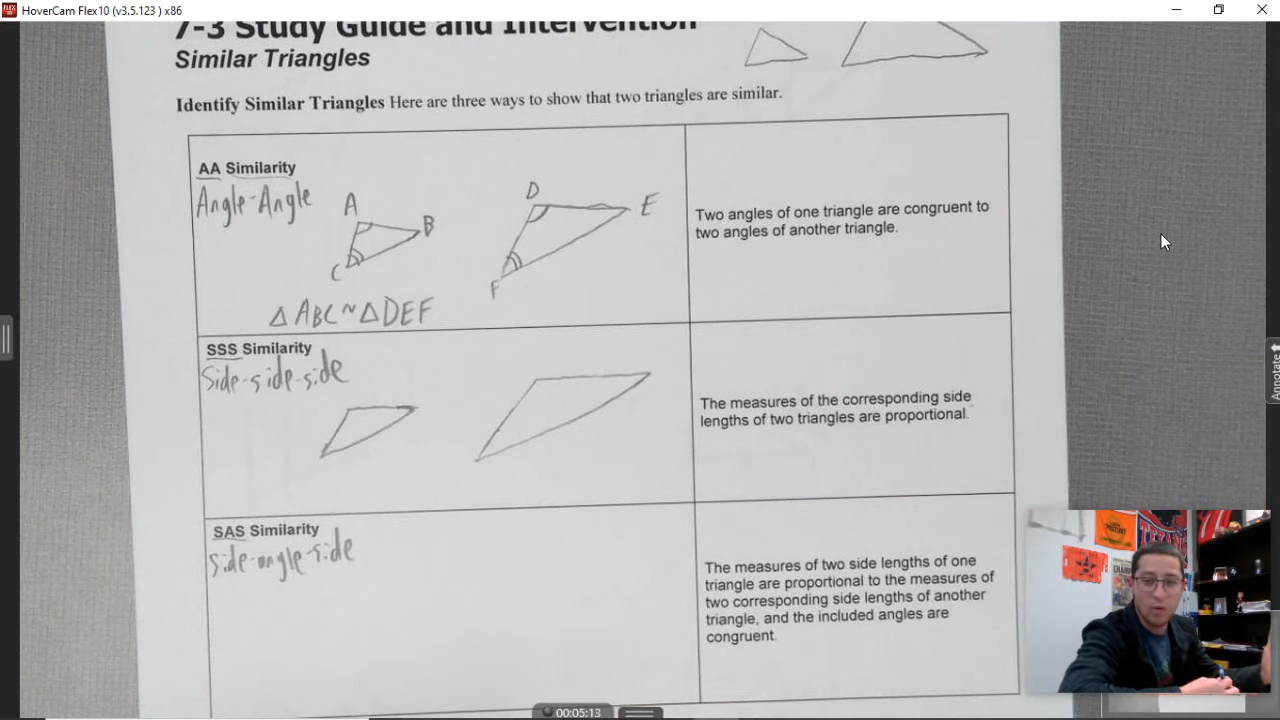 HoverCam Flex10 (v3.5.123 ) x86
7-3 Study Guide and Intervention
Similar Triangles
Identify Similar Triangles Here are three ways to show that two triangles are similar.
AA Similarity
Angle-Angle
A
B
C
D
E
F
△ABC~△DEF
Two angles of one triangle are congruent to
two angles of another triangle.
SSS Similarity
Side-side-side
The measures of the corresponding side
lengths of two triangles are proportional.
SAS Similarity
side-angle-side
The measures of two side lengths of one
triangle are proportional to the measures of
two corresponding side lengths of another
triangle, and the included angles are
congruent.
Annotate
TEXANS
00:05:13